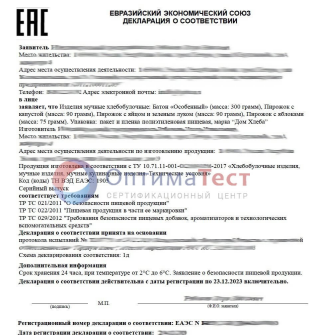 EAC
ЕВРАЗИЙСКИЙ ЭКОНОМИЧЕСКИЙ СОЮЗ
ДЕКЛАРАЦИЯ О СООТВЕТСТВИИ
Заявитель
Место жительства:
Адрес места осуществления деятельности:
Телефон: Адрес электронной почты:
в лице
заявляет, что Изделия мучные хлебобулочные: Батон «Особенный» (масса: 300 грамм), Пирожок с
капустой (масса: 90 грамм), Пирожок с яйцом и зеленым луком (масса: 90 грамм), Пирожок с яблоками
(масса: 75 грамм). Упаковка: пакет и пленка полиэтиленовая пищевая, марка "Дом Хлеба"
Изготовитель
Место жительства:
Адрес места осуществления деятельности по изготовлению продукции:
Продукция изготовлена в соответствии с ТУ 10.71.11-001- -2017 «Хлебобулочные изделия,
мучные изделия, мучные кулинарные изделия. Технические условия»
Код (коды) ТН ВЭД ЕАЭС 1905
Серийный выпуск
соответствует требованиям
ТР ТС 021/2011 "О безопасности пищевой продукции"
ТР ТС 022/2011 "Пищевая продукция в части ее маркировки"
ТР ТС 029/2012 "Требования безопасности пищевых добавок, ароматизаторов и технологических
вспомогательных средств"
Декларация о соответствии принята на основании
протокола испытаний №
Схема декларирования соответствия: 1д
Дополнительная информация
Срок хранения 24 часа, при температуре от 2°С до 6°С. Заявление о безопасности пищевой продукции.
Декларация о соответствии действительна с даты регистрации по 23.12.2023 включительно.
М.П.
(подпись)
Регистрационный номер декларации о соответствии: ЕАЭС N
Дата регистрации декларации о соответствии:
ОптимаТест
СЕРТИФИКАЦИОННЫЙ ЦЕНТР